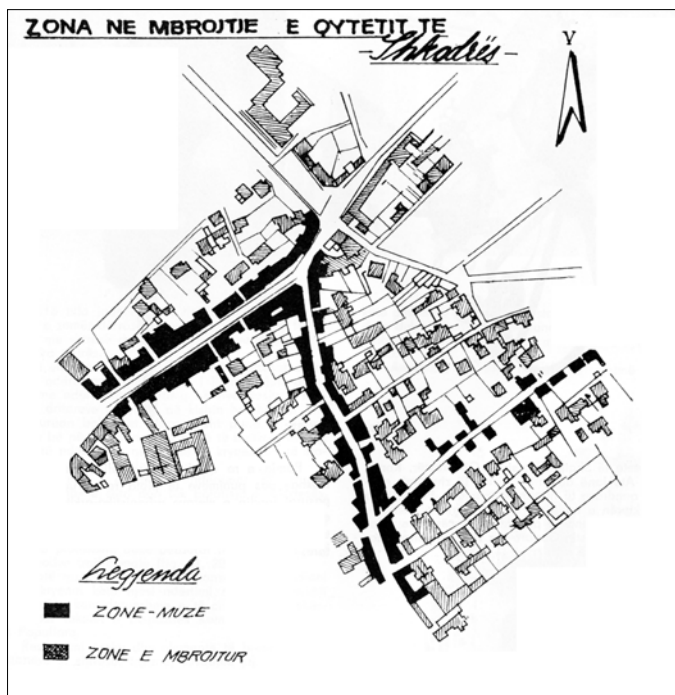 ZONA NE MBROJTJE E QYTETIT TE
-Shkodrës-
V
Legjenda
ZONE-MUZE
ZONE E MBROJTUR